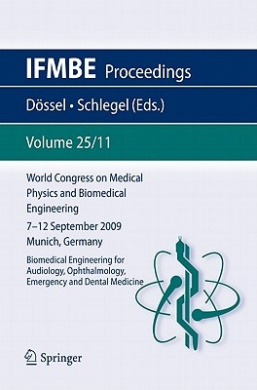 IFMBE Proceedings
Dössel · Schlegel (Eds.)
Volume 25/11
World Congress on Medical
Physics and Biomedical
Engineering
7–12 September 2009
Munich, Germany
Biomedical Engineering for
Audiology, Ophthalmology,
Emergency and Dental Medicine
Springer